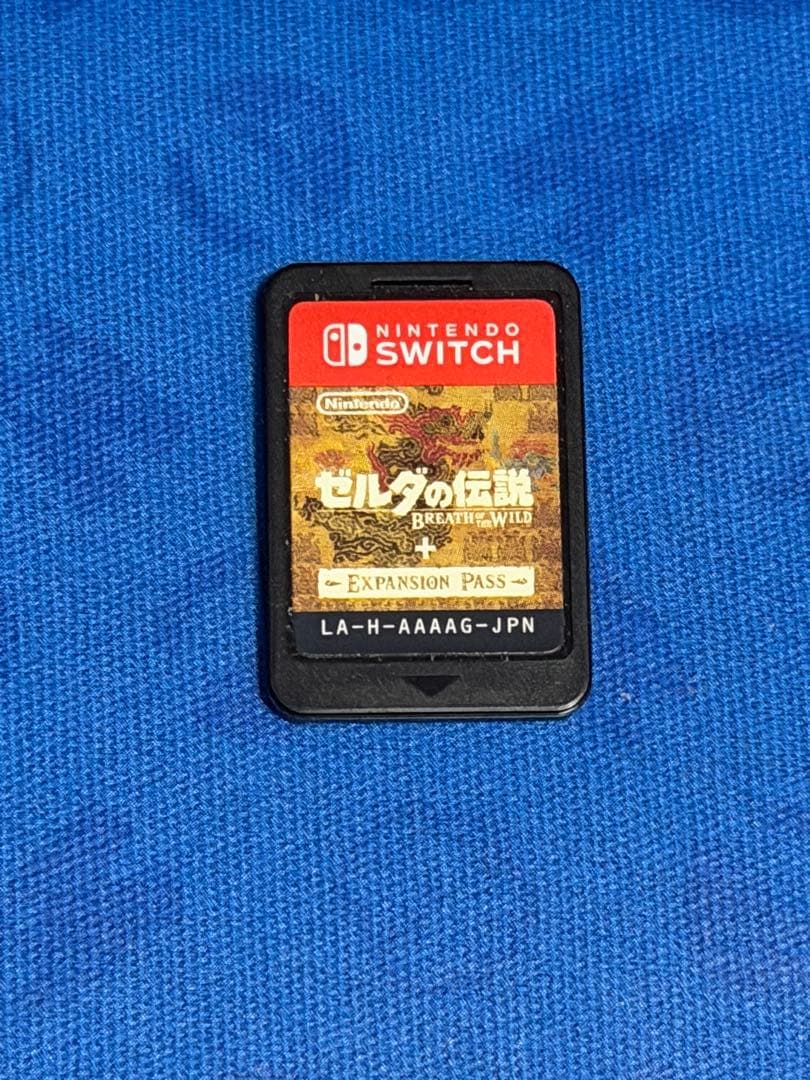 NINTENDO
SWITCH
Nintendo
ゼルダの伝説
BREATH OF THE WILD
+
EXPANSION PASS
LA-H-AAAAG-JPN